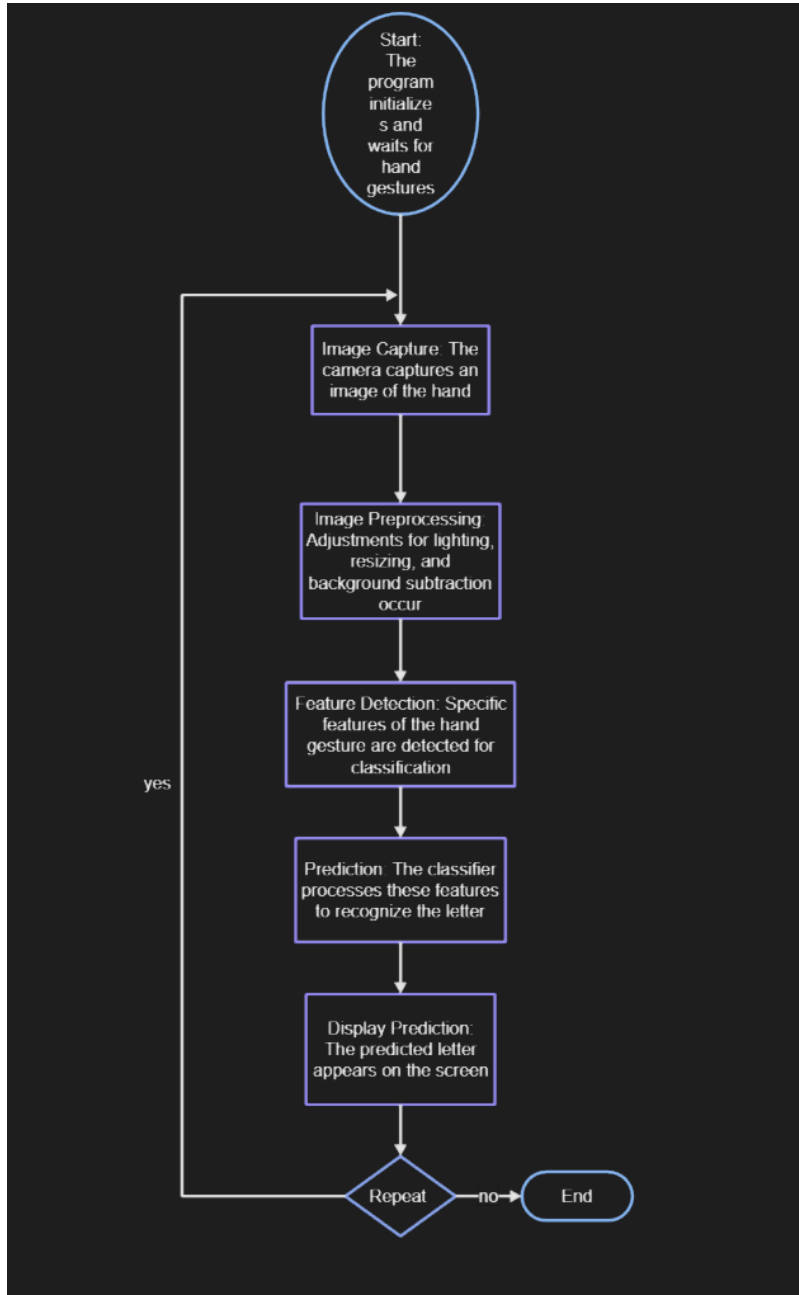 Start:
The
program
initialize
s and
waits for
hand
gestures
Image Capture: The
camera captures an
image of the hand
Image Preprocessing:
Adjustments for lighting,
resizing, and
background subtraction
occur
Feature Detection: Specific
features of the hand
gesture are detected for
classification
yes
Prediction: The classifier
processes these features
to recognize the letter
Display Prediction:
The predicted letter
appears on the screen
Repeat
no
End